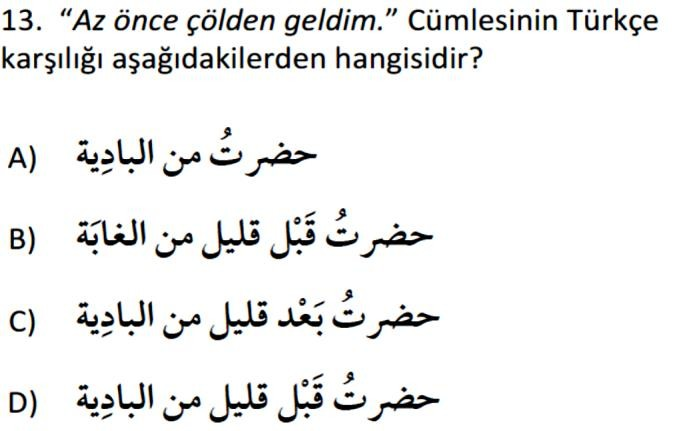 13. “Az önce çölden geldim.” Cümlesinin Türkçe
karşılığı aşağıdakilerden hangisidir?
A) حضرتُ من البادِية
B) حضرتُ قَبْل قليل من الغابَة
C) حضرتُ بَعْد قليل من البادِية
D) حضرتُ قَبْل قليل من البادِية